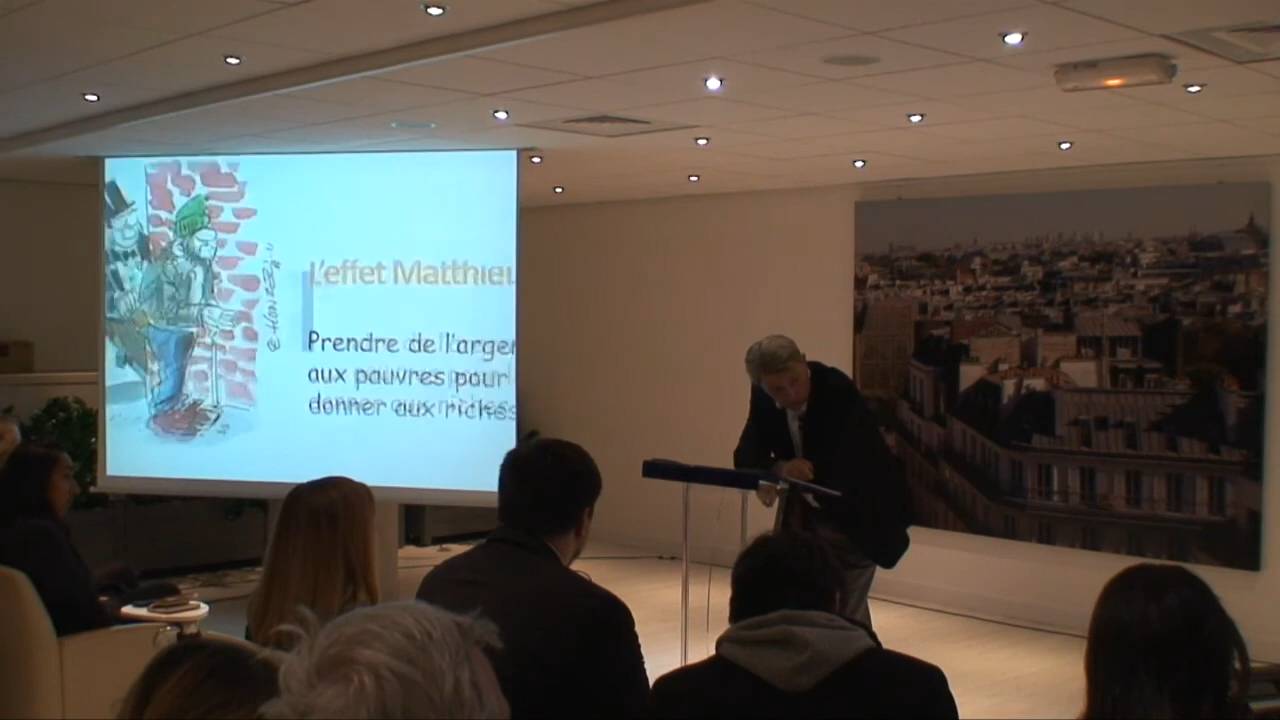 L'effet Matthieu
Prendre de l'argen
aux pauvres pour
donner aux riches